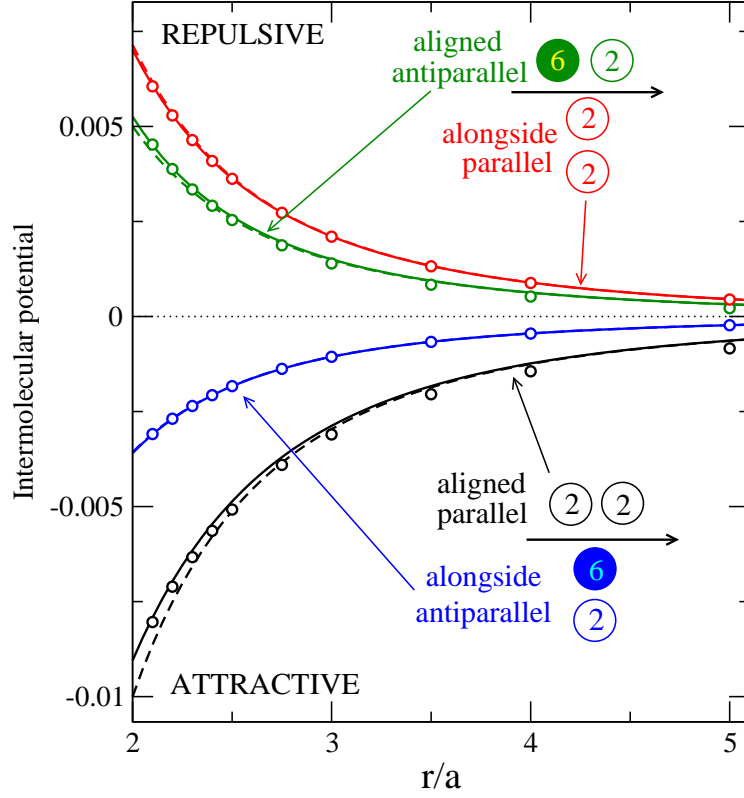 REPULSIVE
aligned
antiparallel
6 2
alongside
parallel
2
2
0.005
0
-0.005
-0.01
Intermolecular potential
aligned
parallel
2 2
alongside
antiparallel
6
2
ATTRACTIVE
2 3 4 5
r/a